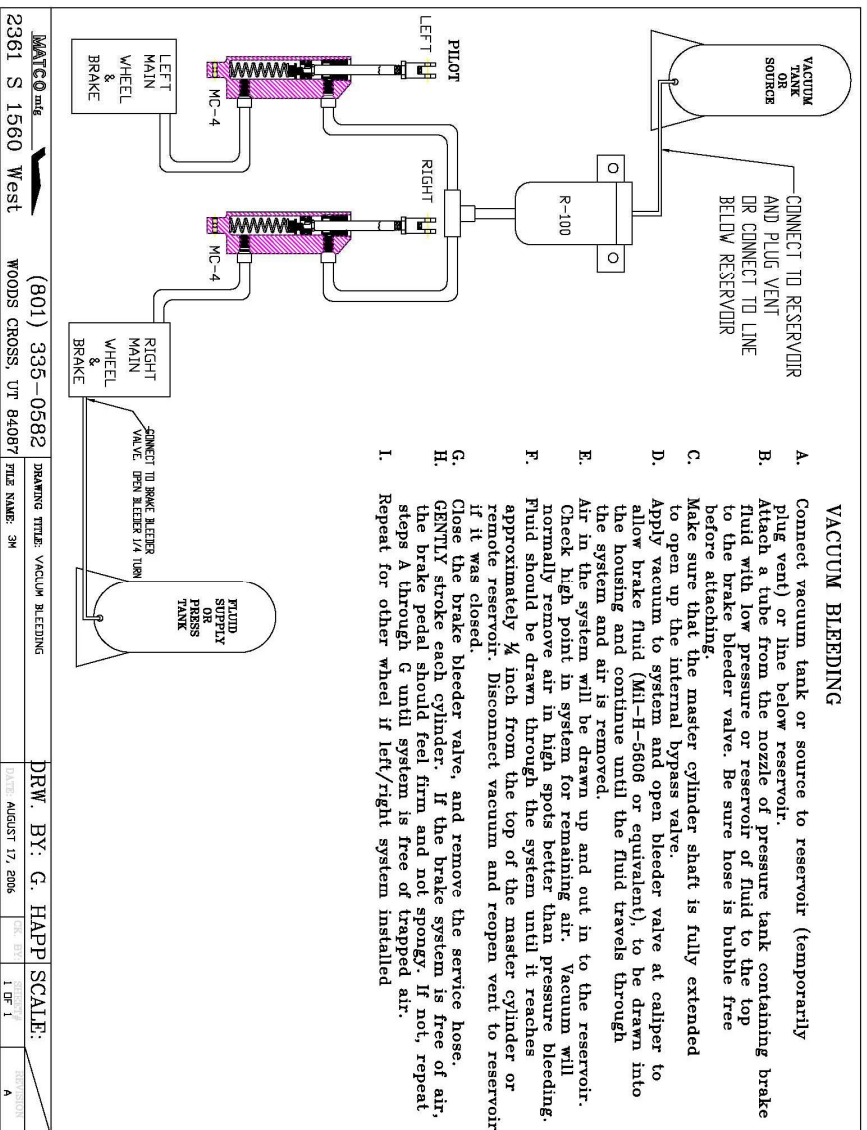 VACUUM BLEEDING
A. Connect vacuum tank or source to reservoir (temporarily
plug vent) or line below reservoir.
B. Attach a tube from the nozzle of pressure tank containing brake
fluid with low pressure or reservoir of fluid to the top
to the brake bleeder valve. Be sure hose is bubble free
before attaching.
C. Make sure that the master cylinder shaft is fully extended
to open up the internal bypass valve.
D. Apply vacuum to system and open bleeder valve at caliper to
allow brake fluid (Mil-H-5606 or equivalent), to be drawn into
the housing and continue until the fluid travels through
the system and air is removed.
E. Air in the system will be drawn up and out in to the reservoir.
Check high point in system for remaining air. Vacuum will
normally remove air in high spots better than pressure bleeding.
F. Fluid should be drawn through the system until it reaches
approximately ¼ inch from the top of the master cylinder or
remote reservoir. Disconnect vacuum and reopen vent to reservoir
if it was closed.
G. Close the brake bleeder valve, and remove the service hose.
H. GENTLY stroke each cylinder. If the brake system is free of air,
the brake pedal should feel firm and not spongy. If not, repeat
steps A through G until system is free of trapped air.
I. Repeat for other wheel if left/right system installed
VACUUM
TANK
OR
SOURCE
CONNECT TO RESERVOIR
AND PLUG VENT
OR CONNECT TO LINE
BELOW RESERVOIR
R-100
PILOT
LEFT
RIGHT
MC-4
MC-4
LEFT
MAIN
WHEEL
&
BRAKE
RIGHT
MAIN
WHEEL
&
BRAKE
CONNECT TO BRAKE BLEEDER
VALVE. OPEN BLEEDER 1/4 TURN
FLUID
SUPPLY
OR
PRESS
TANK
MATCO mfg
2361 S 1560 West
(801) 335-0582
WOODS CROSS, UT 84087
DRAWING TITLE: VACUUM BLEEDING
FILE NAME: 3M
DRW. BY: G. HAPP
DATE: AUGUST 17, 2006
CK. BY:
SCALE:
SHEET#
1 OF 1
REVISION
A